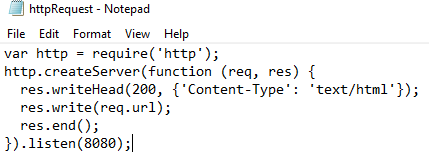 httpRequest - Notepad
File Edit Format View Help
var http = require('http');
http.createServer(function (req, res) {
  res.writeHead(200, {'Content-Type': 'text/html'});
  res.write(req.url);
  res.end();
}).listen(8080);